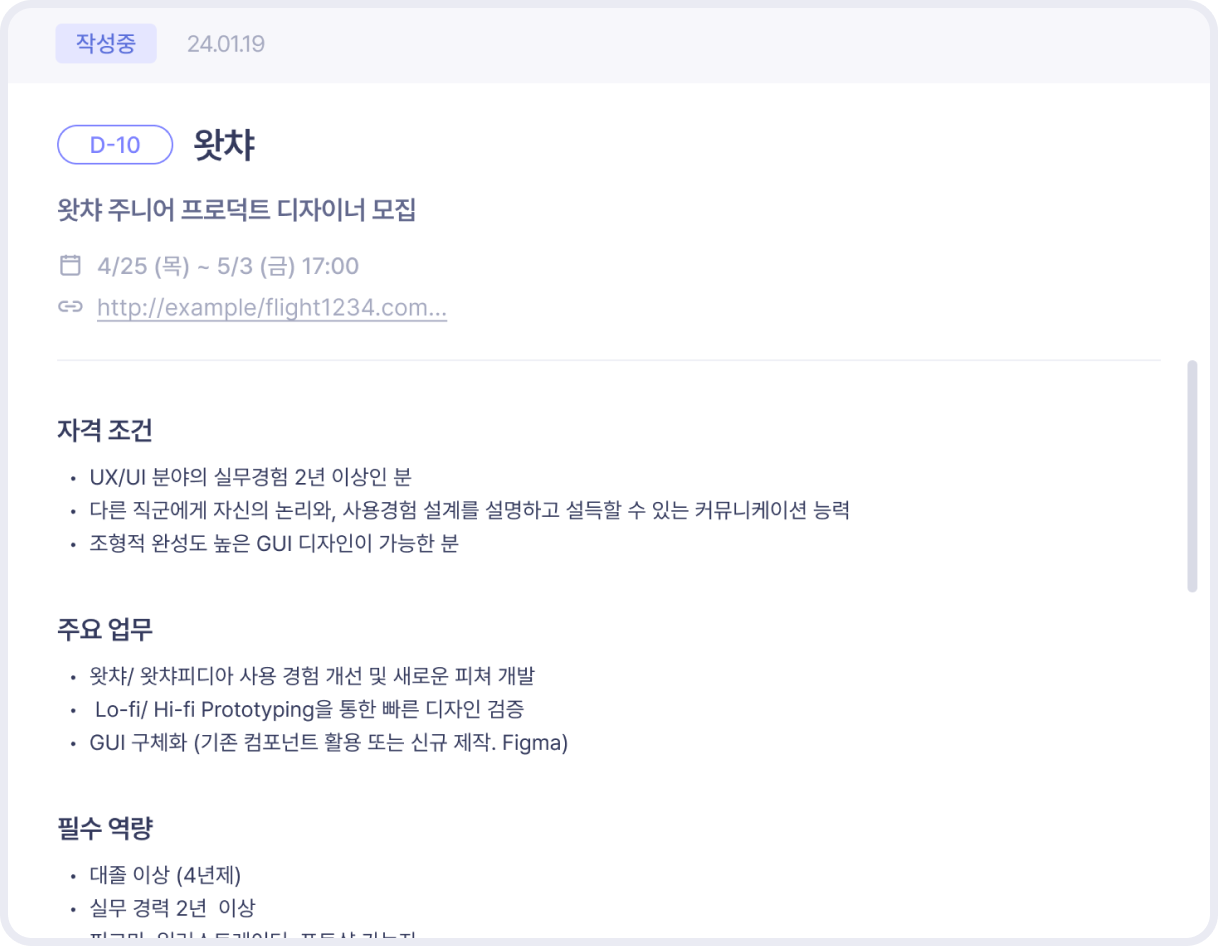 작성중 24.01.19
D-10 왓챠
왓챠 주니어 프로덕트 디자이너 모집
4/25 (목) ~ 5/3 (금) 17:00
http://example/flight1234.com...
자격 조건
• UX/UI 분야의 실무경험 2년 이상인 분
• 다른 직군에게 자신의 논리와, 사용경험 설계를 설명하고 설득할 수 있는 커뮤니케이션 능력
• 조형적 완성도 높은 GUI 디자인이 가능한 분
주요 업무
• 왓챠/ 왓챠피디아 사용 경험 개선 및 새로운 피쳐 개발
• Lo-fi/ Hi-fi Prototyping을 통한 빠른 디자인 검증
• GUI 구체화 (기존 컴포넌트 활용 또는 신규 제작. Figma)
필수 역량
• 대졸 이상 (4년제)
• 실무 경력 2년  이상